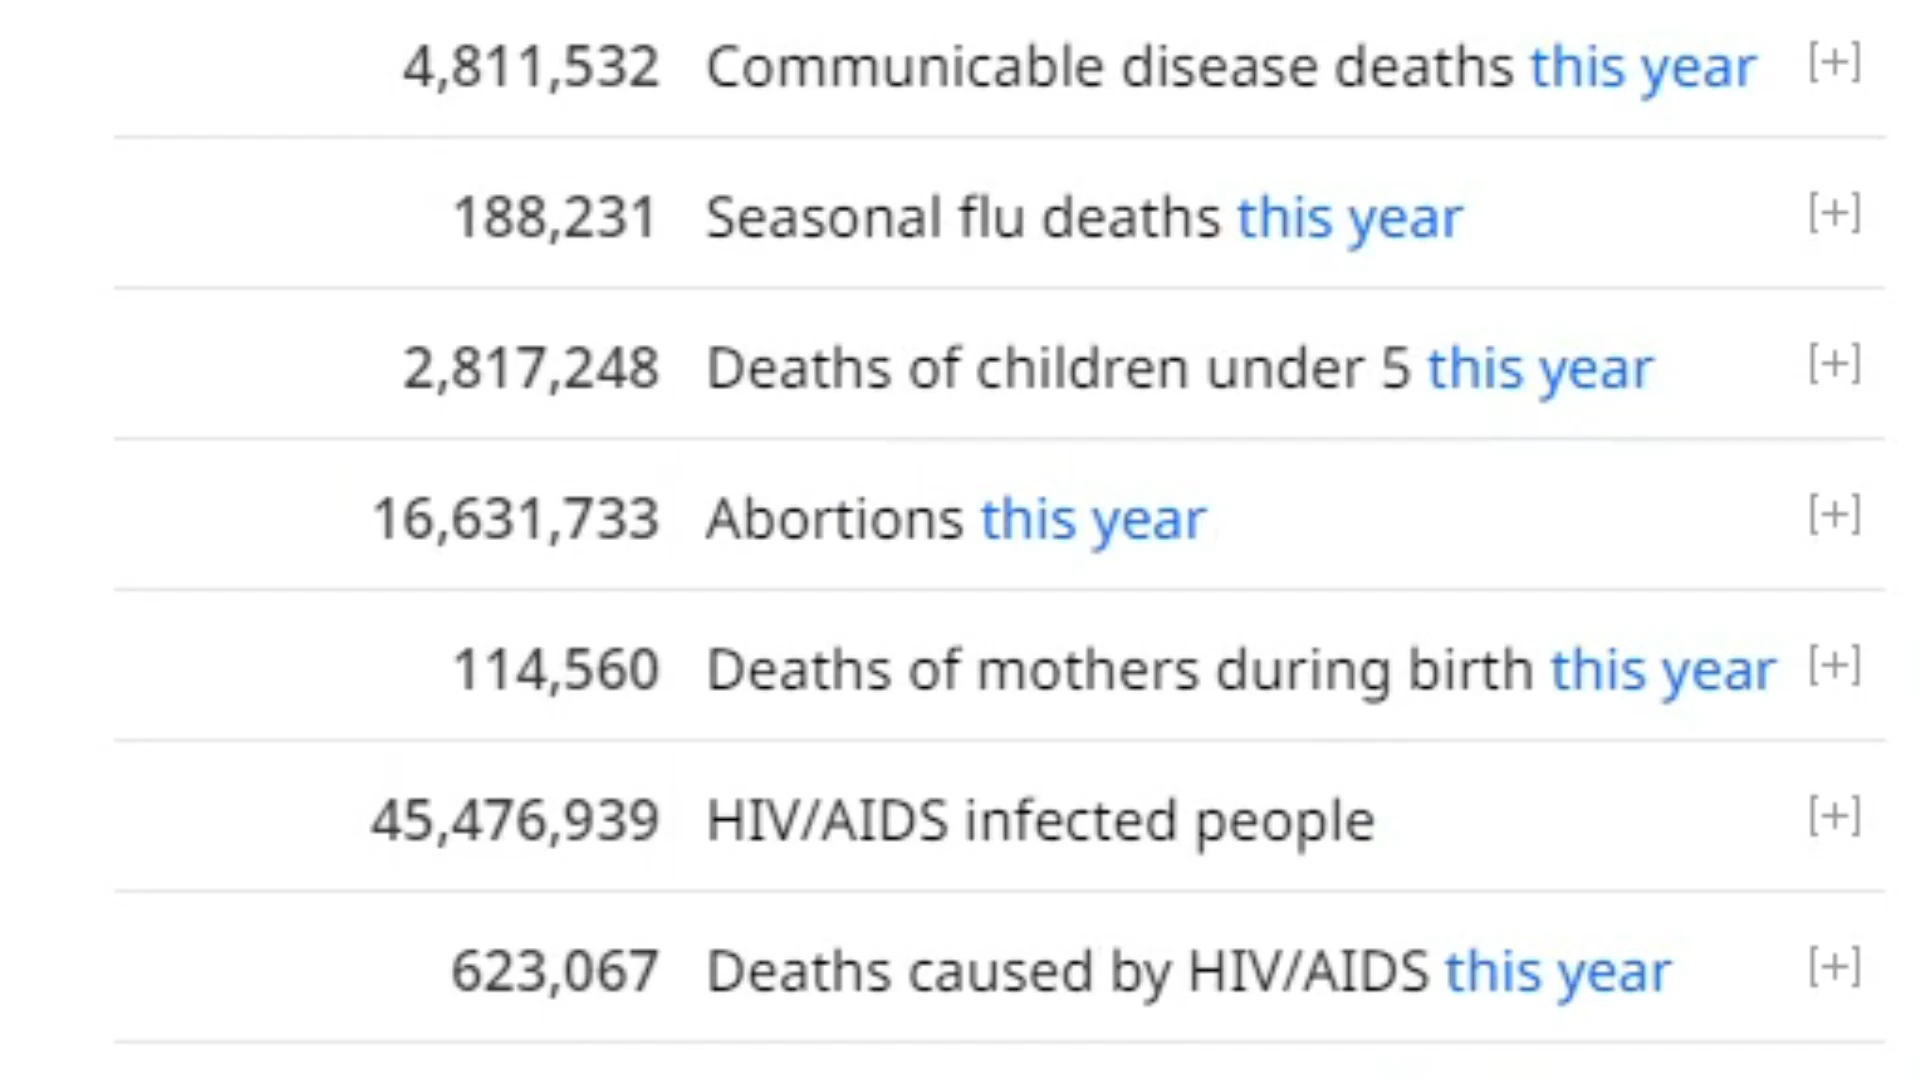 4,811,532 Communicable disease deaths this year [+]
188,231 Seasonal flu deaths this year [+]
2,817,248 Deaths of children under 5 this year [+]
16,631,733 Abortions this year [+]
114,560 Deaths of mothers during birth this year [+]
45,476,939 HIV/AIDS infected people [+]
623,067 Deaths caused by HIV/AIDS this year [+]